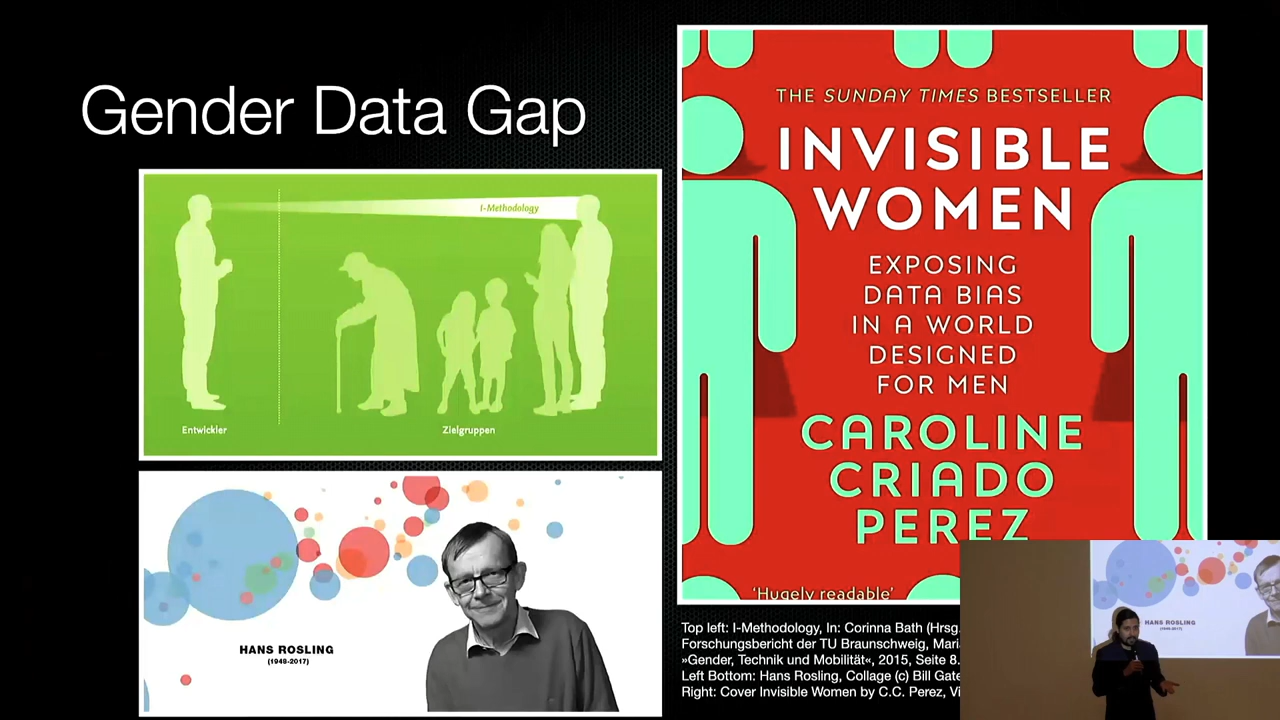 Gender Data Gap
I-Methodology
Entwickler
Zielgruppen
HANS ROSLING
(1948-2017)
THE SUNDAY TIMES BESTSELLER
INVISIBLE
WOMEN
EXPOSING
DATA BIAS
IN A WORLD
DESIGNED
FOR MEN
CAROLINE
CRIADO
PEREZ
'Hugely readable'
Top left: I-Methodology, In: Corinna Bath (Hrsg.
Forschungsbericht der TU Braunschweig, Mari
»Gender, Technik und Mobilität«, 2015, Seite 8.
Left Bottom: Hans Rosling, Collage (c) Bill Gate
Right: Cover Invisible Women by C.C. Perez, Vi
HANS ROSLING